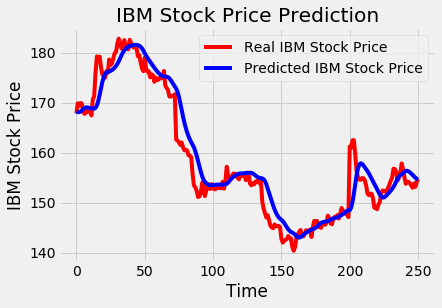 IBM Stock Price Prediction
Real IBM Stock Price
Predicted IBM Stock Price
IBM Stock Price
180
170
160
150
140
0 50 100 150 200 250
Time